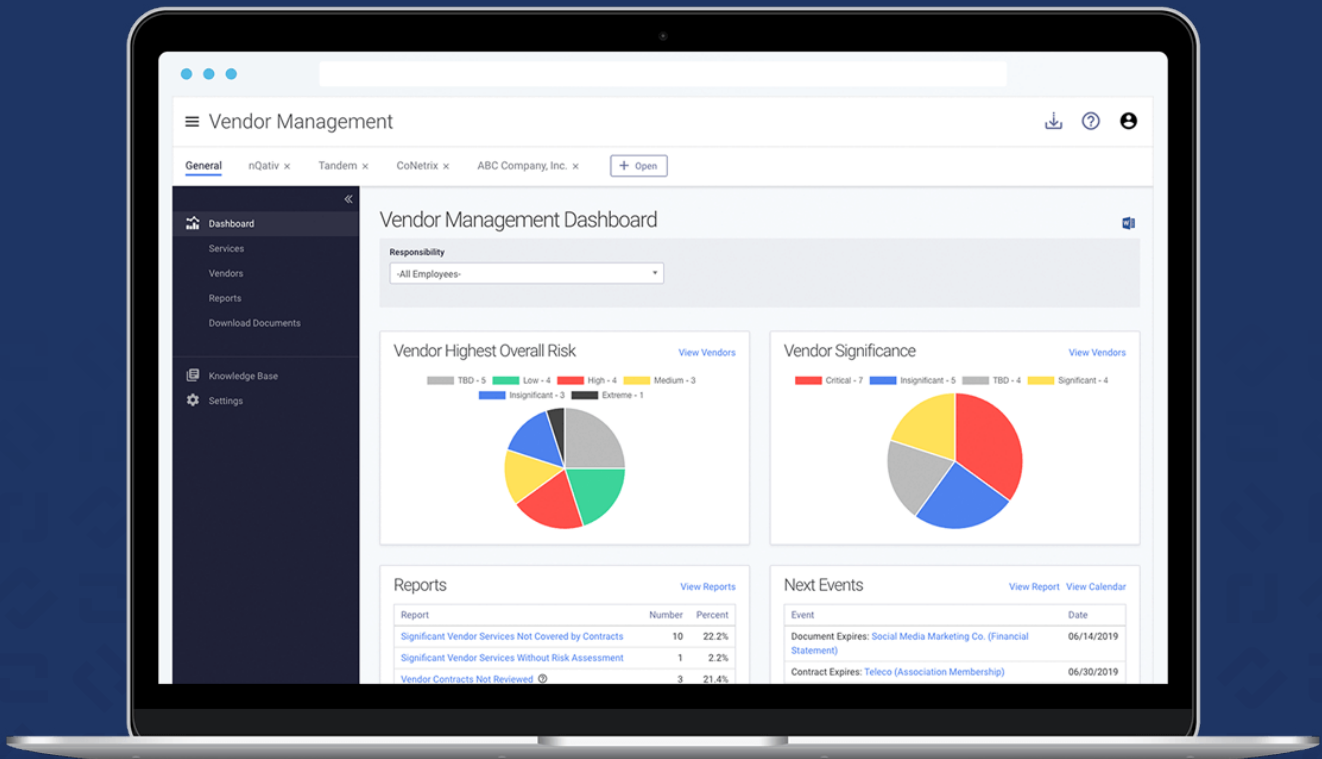 Vendor Management
General
nQativ ×
Tandem ×
CoNetrix ×
ABC Company, Inc. ×
+ Open
Dashboard
Services
Vendors
Reports
Download Documents
Knowledge Base
Settings
Vendor Management Dashboard
Responsibility
-All Employees-
Vendor Highest Overall Risk
View Vendors
TBD - 5 Low - 4 High - 4 Medium - 3
Insignificant - 3 Extreme - 1
Vendor Significance
View Vendors
Critical - 7 Insignificant - 5 TBD - 4 Significant - 4
Reports
View Reports
Report Number Percent
Significant Vendor Services Not Covered by Contracts 10 22.2%
Significant Vendor Services Without Risk Assessment 1 2.2%
Vendor Contracts Not Reviewed 3 21.4%
Next Events
View Report View Calendar
Event Date
Document Expires: Social Media Marketing Co. (Financial 06/14/2019
Statement)
Contract Expires: Teleco (Association Membership) 06/30/2019